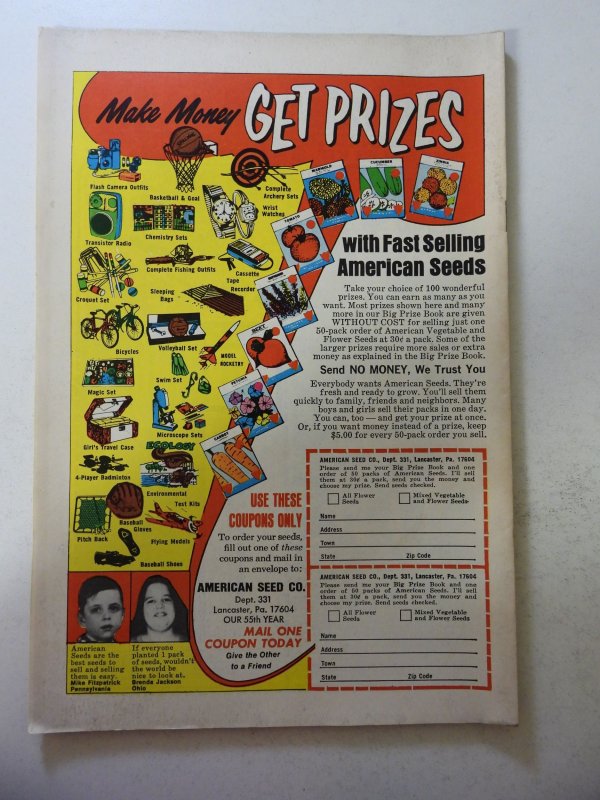 Make Money GET PRIZES
Flash Camera Outfits
Basketball & Goal
Complete
Archery Sets
Wrist
Watches
Transistor Radio
Chemistry Sets
Complete Fishing Outfits
Cassette
Tape
Recorder
Croquet Set
Sleeping
Bags
Bicycles
Volleyball Set
MODEL
ROCKETRY
Magic Set
Swim Set
Girl's Travel Case
Microscope Sets
ECOLOGY
4-Player Badminton
Environmental
Test Kits
Baseball
Gloves
Pitch Back
Flying Models
Baseball Shoes
MARIGOLD
CUCUMBER
ZINNIA
TOMATO
BEET
PETUNIA
CARROT
with Fast Selling
American Seeds
Take your choice of 100 wonderful
prizes. You can earn as many as you
want. Most prizes shown here and many
more in our Big Prize Book are given
WITHOUT COST for selling just one
50-pack order of American Vegetable and
Flower Seeds at 30¢ a pack. Some of the
larger prizes require more sales or extra
money as explained in the Big Prize Book.
Send NO MONEY, We Trust You
Everybody wants American Seeds. They're
fresh and ready to grow. You'll sell them
quickly to family, friends and neighbors. Many
boys and girls sell their packs in one day.
You can, too — and get your prize at once.
Or, if you want money instead of a prize, keep
$5.00 for every 50-pack order you sell.
USE THESE
COUPONS ONLY
To order your seeds,
fill out one of these
coupons and mail in
an envelope to:
AMERICAN SEED CO.
Dept. 331
Lancaster, Pa. 17604
OUR 55th YEAR
MAIL ONE
COUPON TODAY
Give the Other
to a Friend
AMERICAN SEED CO., Dept. 331, Lancaster, Pa. 17604
Please send me your Big Prize Book and one
order of 50 packs of American Seeds. I'll sell
them at 30¢ a pack, send you the money and
choose my prize. Send seeds checked.
All Flower
Seeds
Mixed Vegetable
and Flower Seeds
Name
Address
Town
State Zip Code
AMERICAN SEED CO., Dept. 331, Lancaster, Pa. 17604
Please send me your Big Prize Book and one
order of 50 packs of American Seeds. I'll sell
them at 30¢ a pack, send you the money and
choose my prize. Send seeds checked.
All Flower
Seeds
Mixed Vegetable
and Flower Seeds
Name
Address
Town
State Zip Code
American
Seeds are the
best seeds to
sell and selling
them is easy.
Mike Fitzpatrick
Pennsylvania
If everyone
planted 1 pack
of seeds, wouldn't
the world be
nice to look at.
Brenda Jackson
Ohio